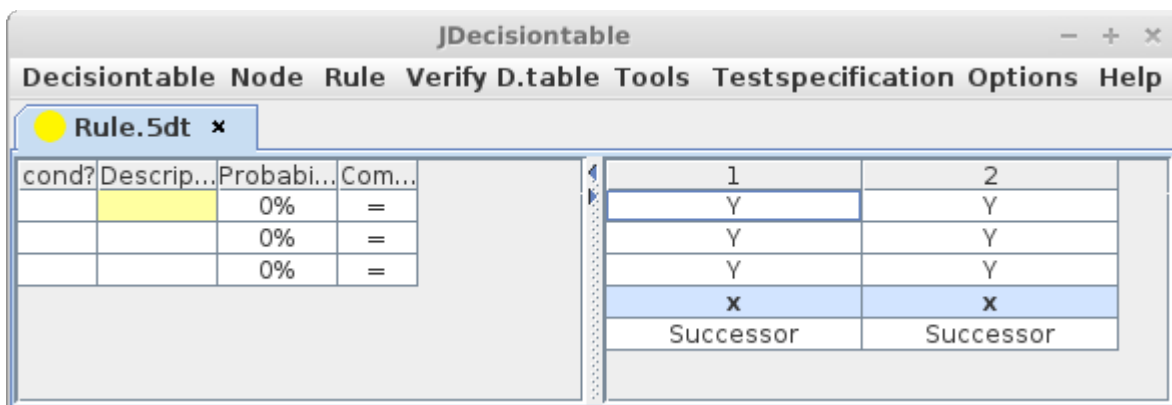 JDecisiontable
Decisiontable Node Rule Verify D.table Tools Testspecification Options Help
Rule.5dt
cond? Descrip... Probabi... Com... 1 2
0% = Y Y
0% = Y Y
0% = Y Y
x x
Successor Successor